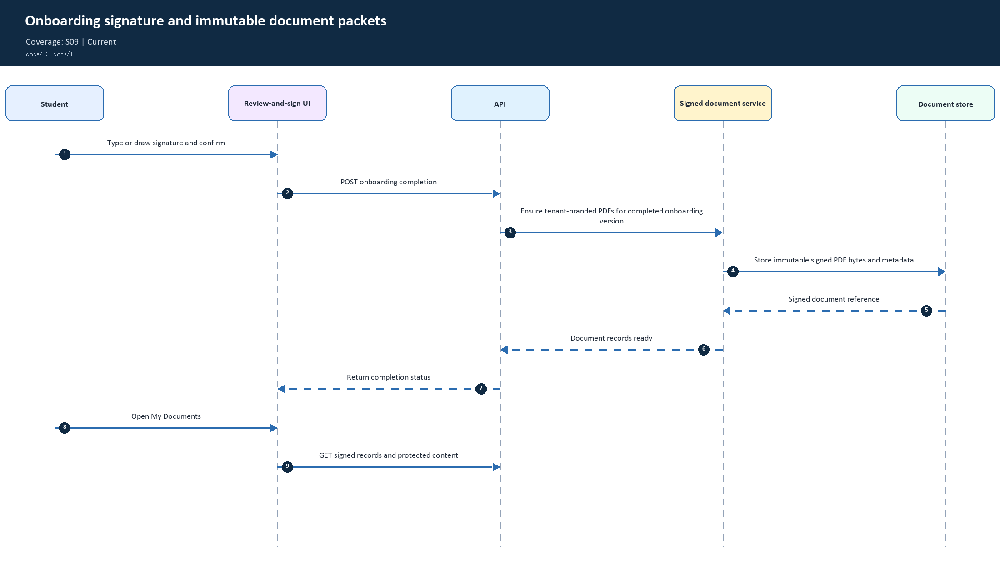 Onboarding signature and immutable document packets
Coverage: S09 | Current
docs/03, docs/10
Student
Review-and-sign UI
API
Signed document service
Document store
Type or draw signature and confirm
1
POST onboarding completion
2
Ensure tenant-branded PDFs for completed onboarding
version
3
Store immutable signed PDF bytes and metadata
4
Signed document reference
5
Document records ready
6
Return completion status
7
Open My Documents
8
GET signed records and protected content
9